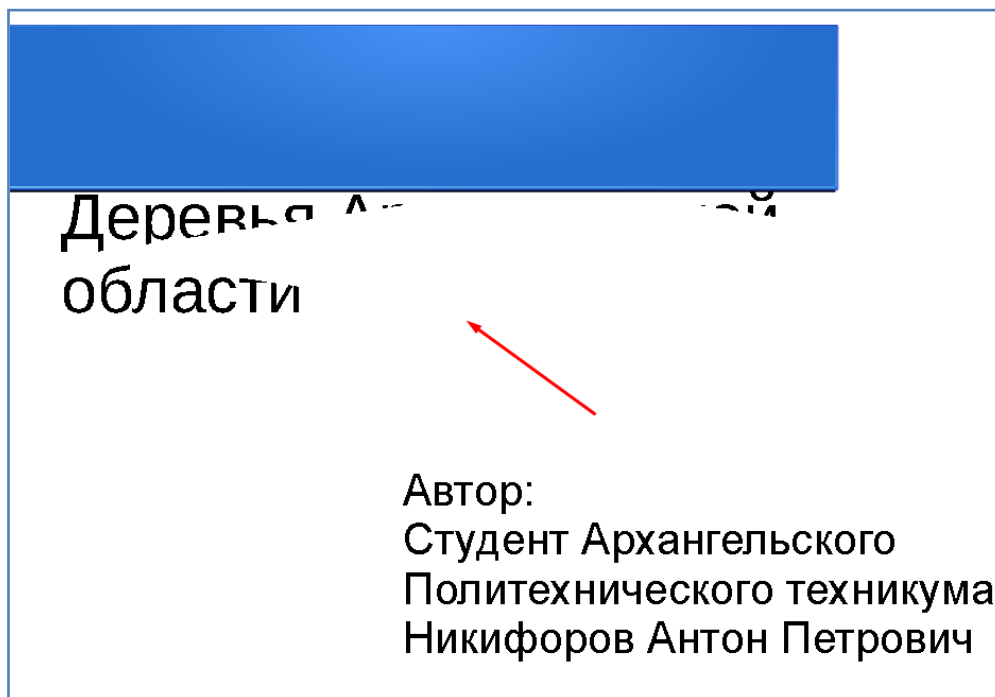 Деревья
области
Автор:
Студент Архангельского
Политехнического техникума
Никифоров Антон Петрович